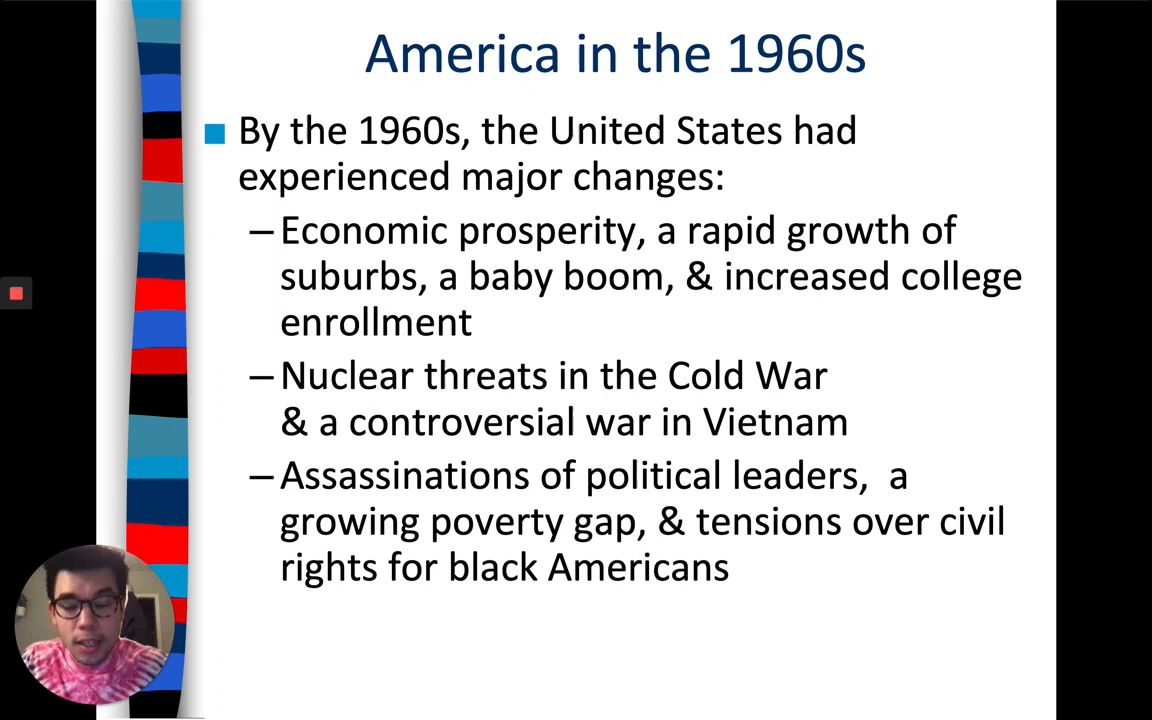 America in the 1960s
■ By the 1960s, the United States had
experienced major changes:
– Economic prosperity, a rapid growth of
suburbs, a baby boom, & increased college
enrollment
– Nuclear threats in the Cold War
& a controversial war in Vietnam
– Assassinations of political leaders,  a
growing poverty gap, & tensions over civil
rights for black Americans